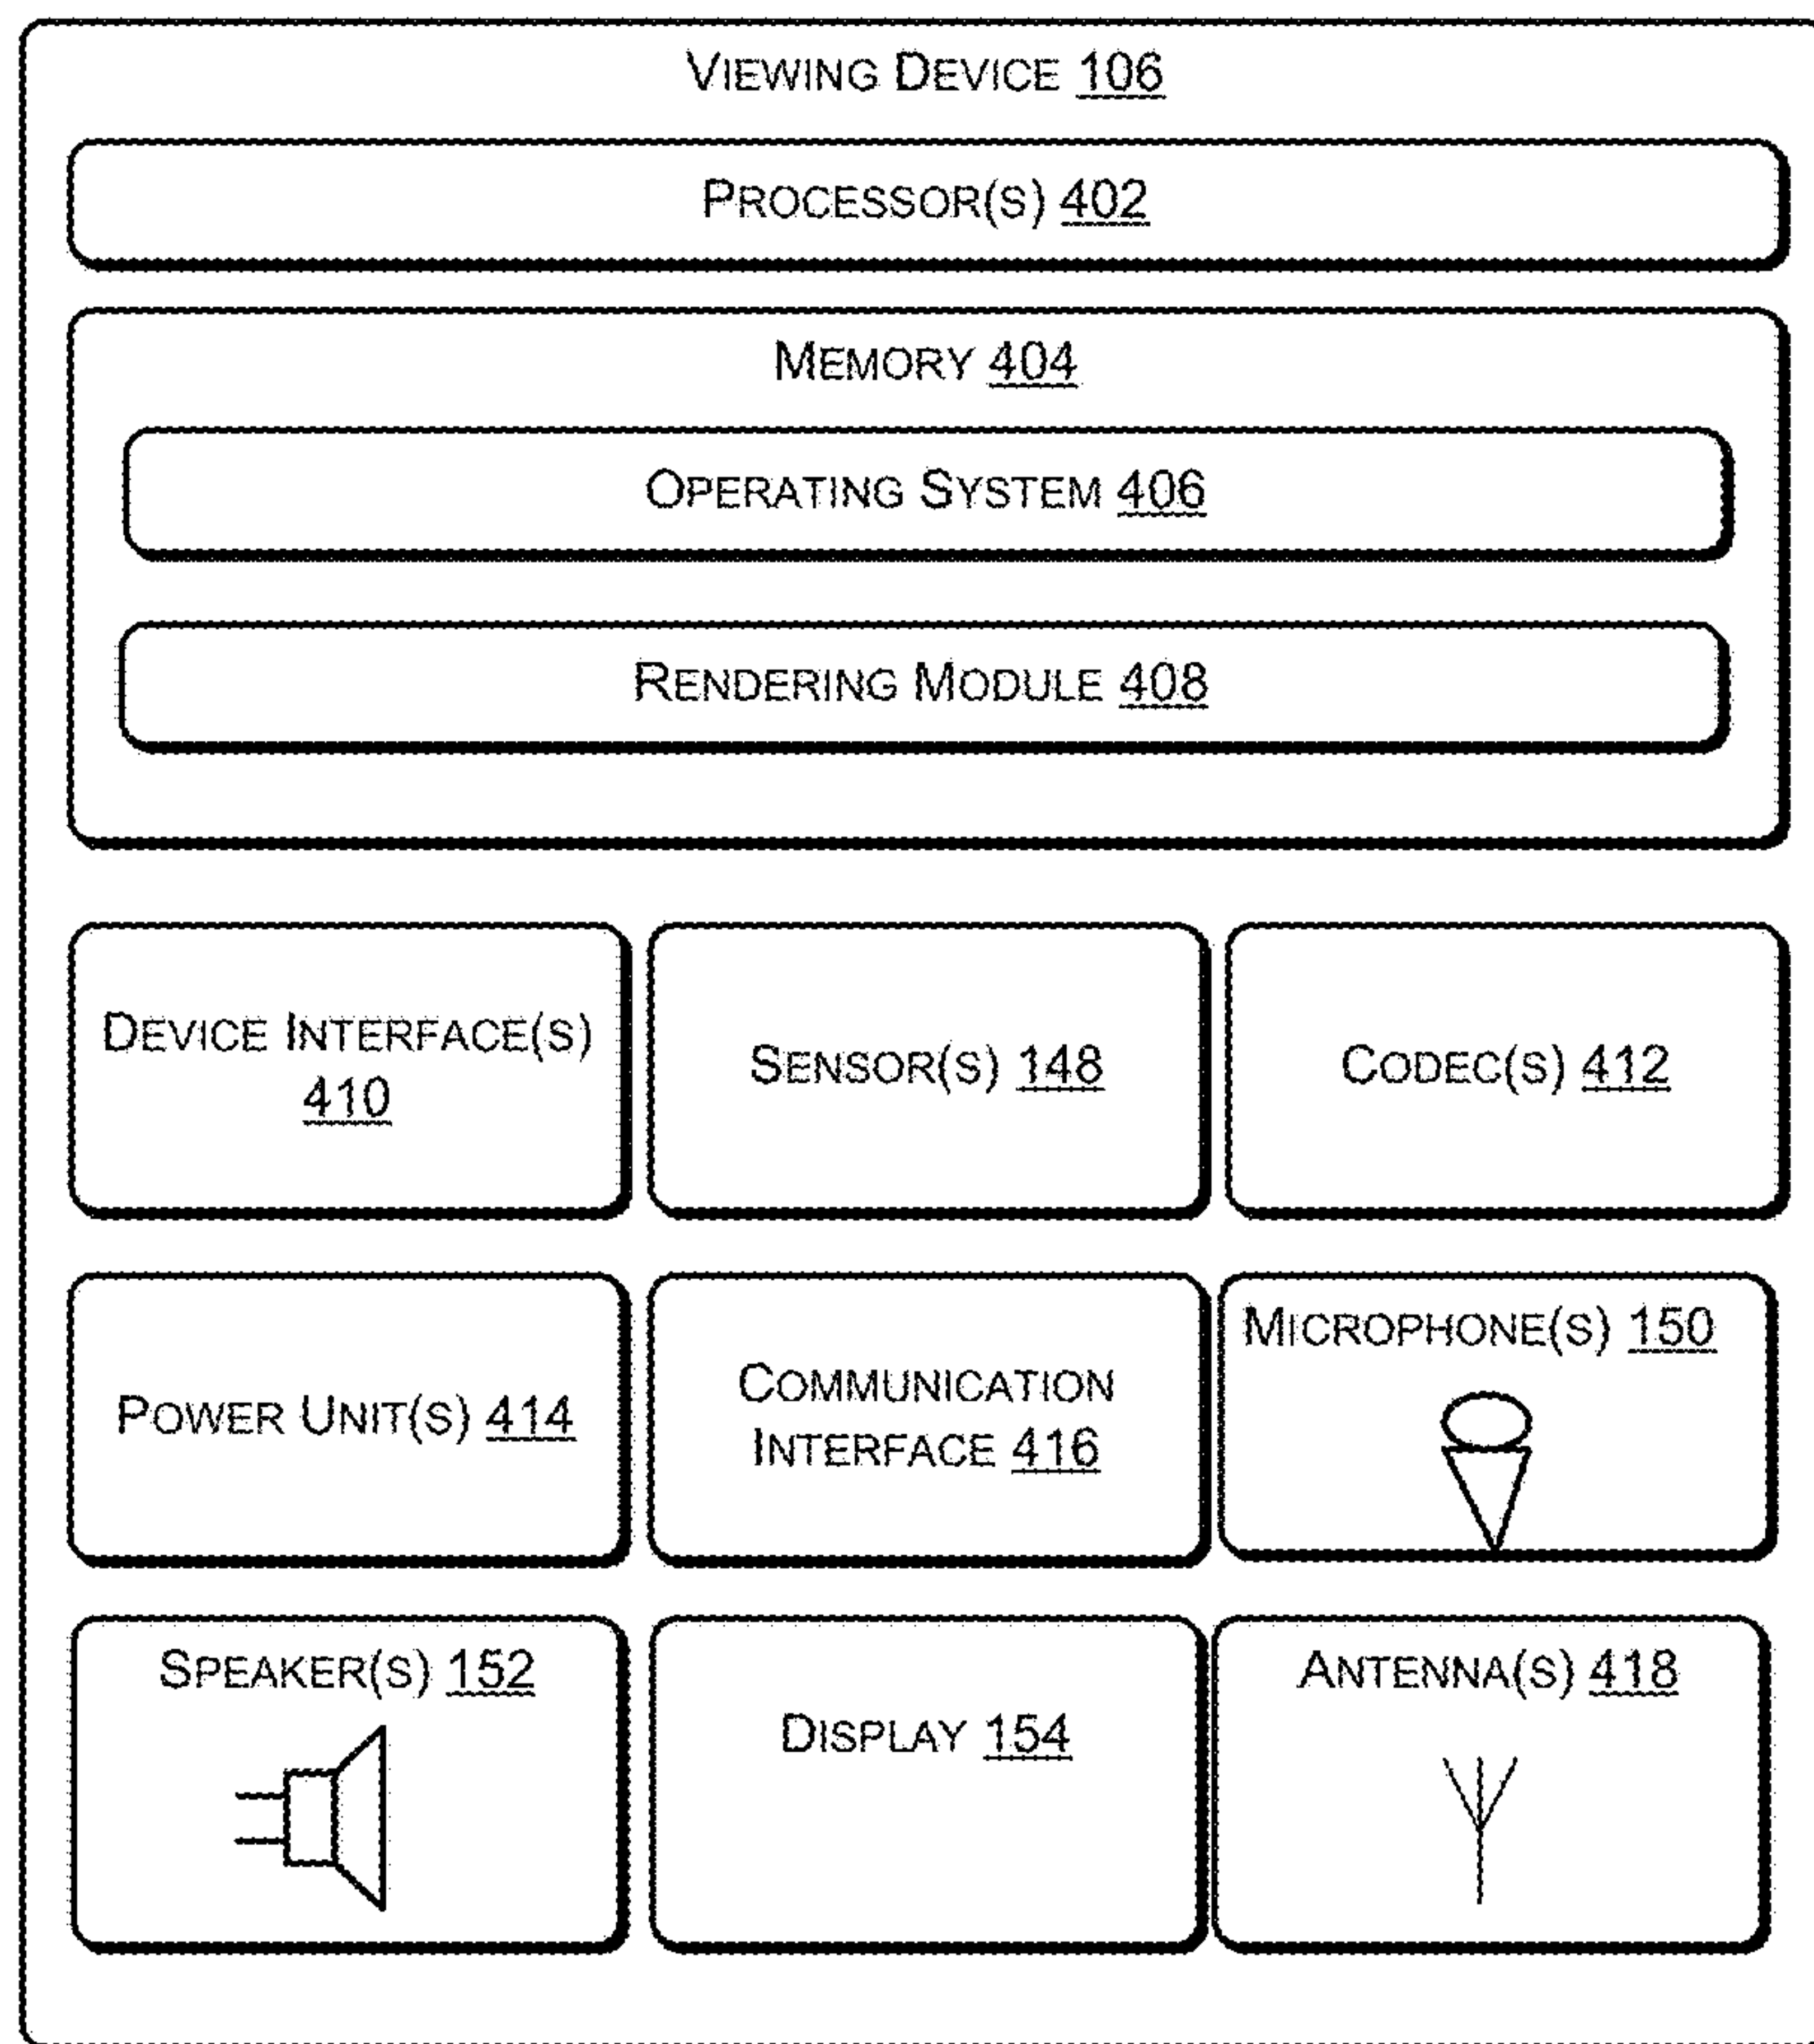 VIEWING DEVICE 106
PROCESSOR(S) 402
MEMORY 404
OPERATING SYSTEM 406
RENDERING MODULE 408
DEVICE INTERFACE(S)
410
SENSOR(S) 148
CODEC(S) 412
POWER UNIT(S) 414
COMMUNICATION
INTERFACE 416
MICROPHONE(S) 150
SPEAKER(S) 152
DISPLAY 154
ANTENNA(S) 418